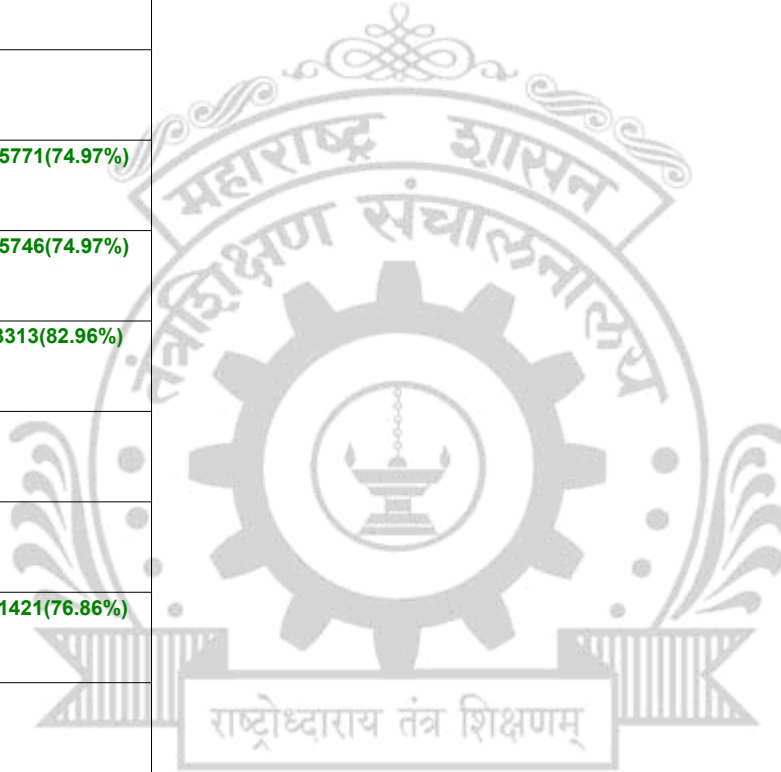 महाराष्ट्र शासन
तंत्रशिक्षण संचालनालय
5771(74.97%)
5746(74.97%)
3313(82.96%)
1421(76.86%)
राष्ट्रोध्दाराय तंत्र शिक्षणम्